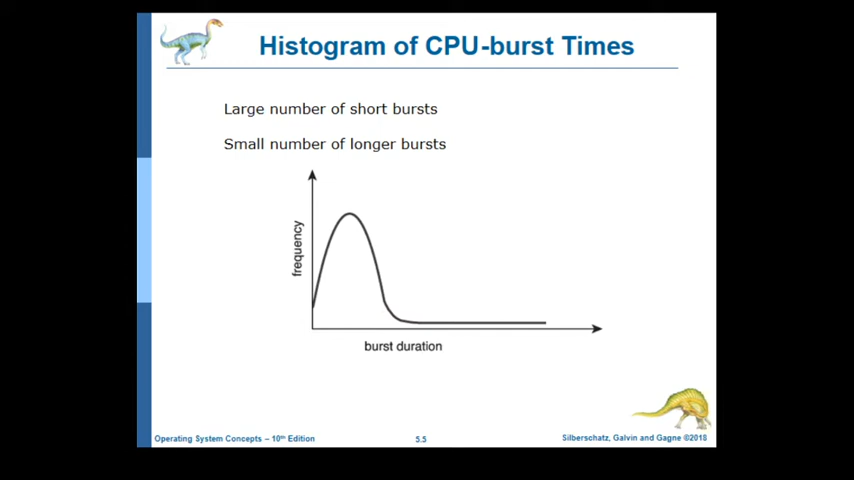 Histogram of CPU-burst Times
Large number of short bursts
Small number of longer bursts
frequency
burst duration
Operating System Concepts – 10th Edition
5.5
Silberschatz, Galvin and Gagne ©2018